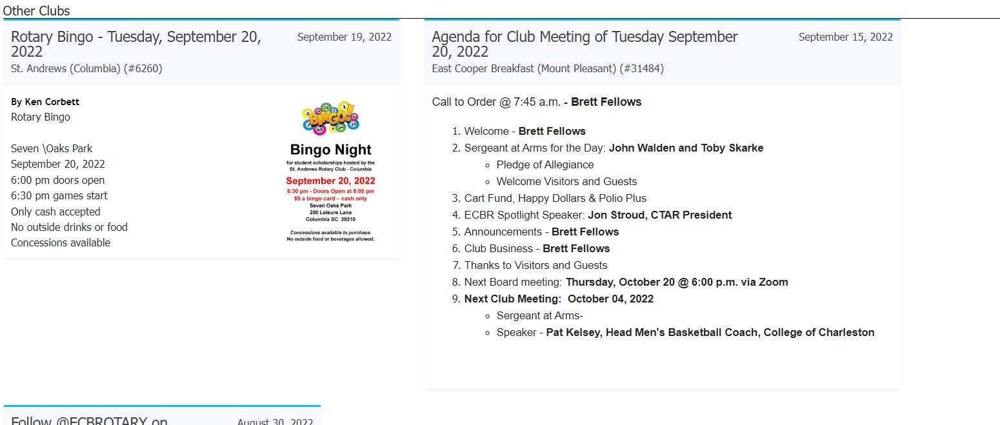 Other Clubs
Rotary Bingo - Tuesday, September 20,
2022
September 19, 2022
St. Andrews (Columbia) (#6260)
By Ken Corbett
Rotary Bingo
Seven \Oaks Park
September 20, 2022
6:00 pm doors open
6:30 pm games start
Only cash accepted
No outside drinks or food
Concessions available
BINGO!
Bingo Night
for student scholarships hosted by the
St. Andrews Rotary Club - Columbia
September 20, 2022
6:30 pm - Doors Open at 6:00 pm
$5 a bingo card – cash only
Seven Oaks Park
200 Leisure Lane
Columbia SC 29210
Concessions available to purchase.
No outside food or beverages allowed.
Agenda for Club Meeting of Tuesday September
20, 2022
September 15, 2022
East Cooper Breakfast (Mount Pleasant) (#31484)
Call to Order @ 7:45 a.m. - Brett Fellows
1. Welcome - Brett Fellows
2. Sergeant at Arms for the Day: John Walden and Toby Skarke
Pledge of Allegiance
Welcome Visitors and Guests
3. Cart Fund, Happy Dollars & Polio Plus
4. ECBR Spotlight Speaker: Jon Stroud, CTAR President
5. Announcements - Brett Fellows
6. Club Business - Brett Fellows
7. Thanks to Visitors and Guests
8. Next Board meeting: Thursday, October 20 @ 6:00 p.m. via Zoom
9. Next Club Meeting: October 04, 2022
Sergeant at Arms-
Speaker - Pat Kelsey, Head Men's Basketball Coach, College of Charleston
Follow @ECBROTARY on
August 30, 2022